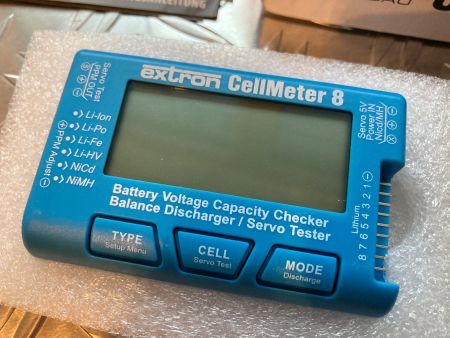 extron CellMeter 8
Servo Test
PPM OUT
Li-Ion
Li-Po
Li-Fe
Li-HV
NiCd
NiMH
PPM Adjust
Servo 5V
Power IN
Nicd/MH
Lithium
8 7 6 5 4 3 2 1
Battery Voltage Capacity Checker
Balance Discharger / Servo Tester
TYPE
Setup Menu
CELL
Servo Test
MODE
Discharge